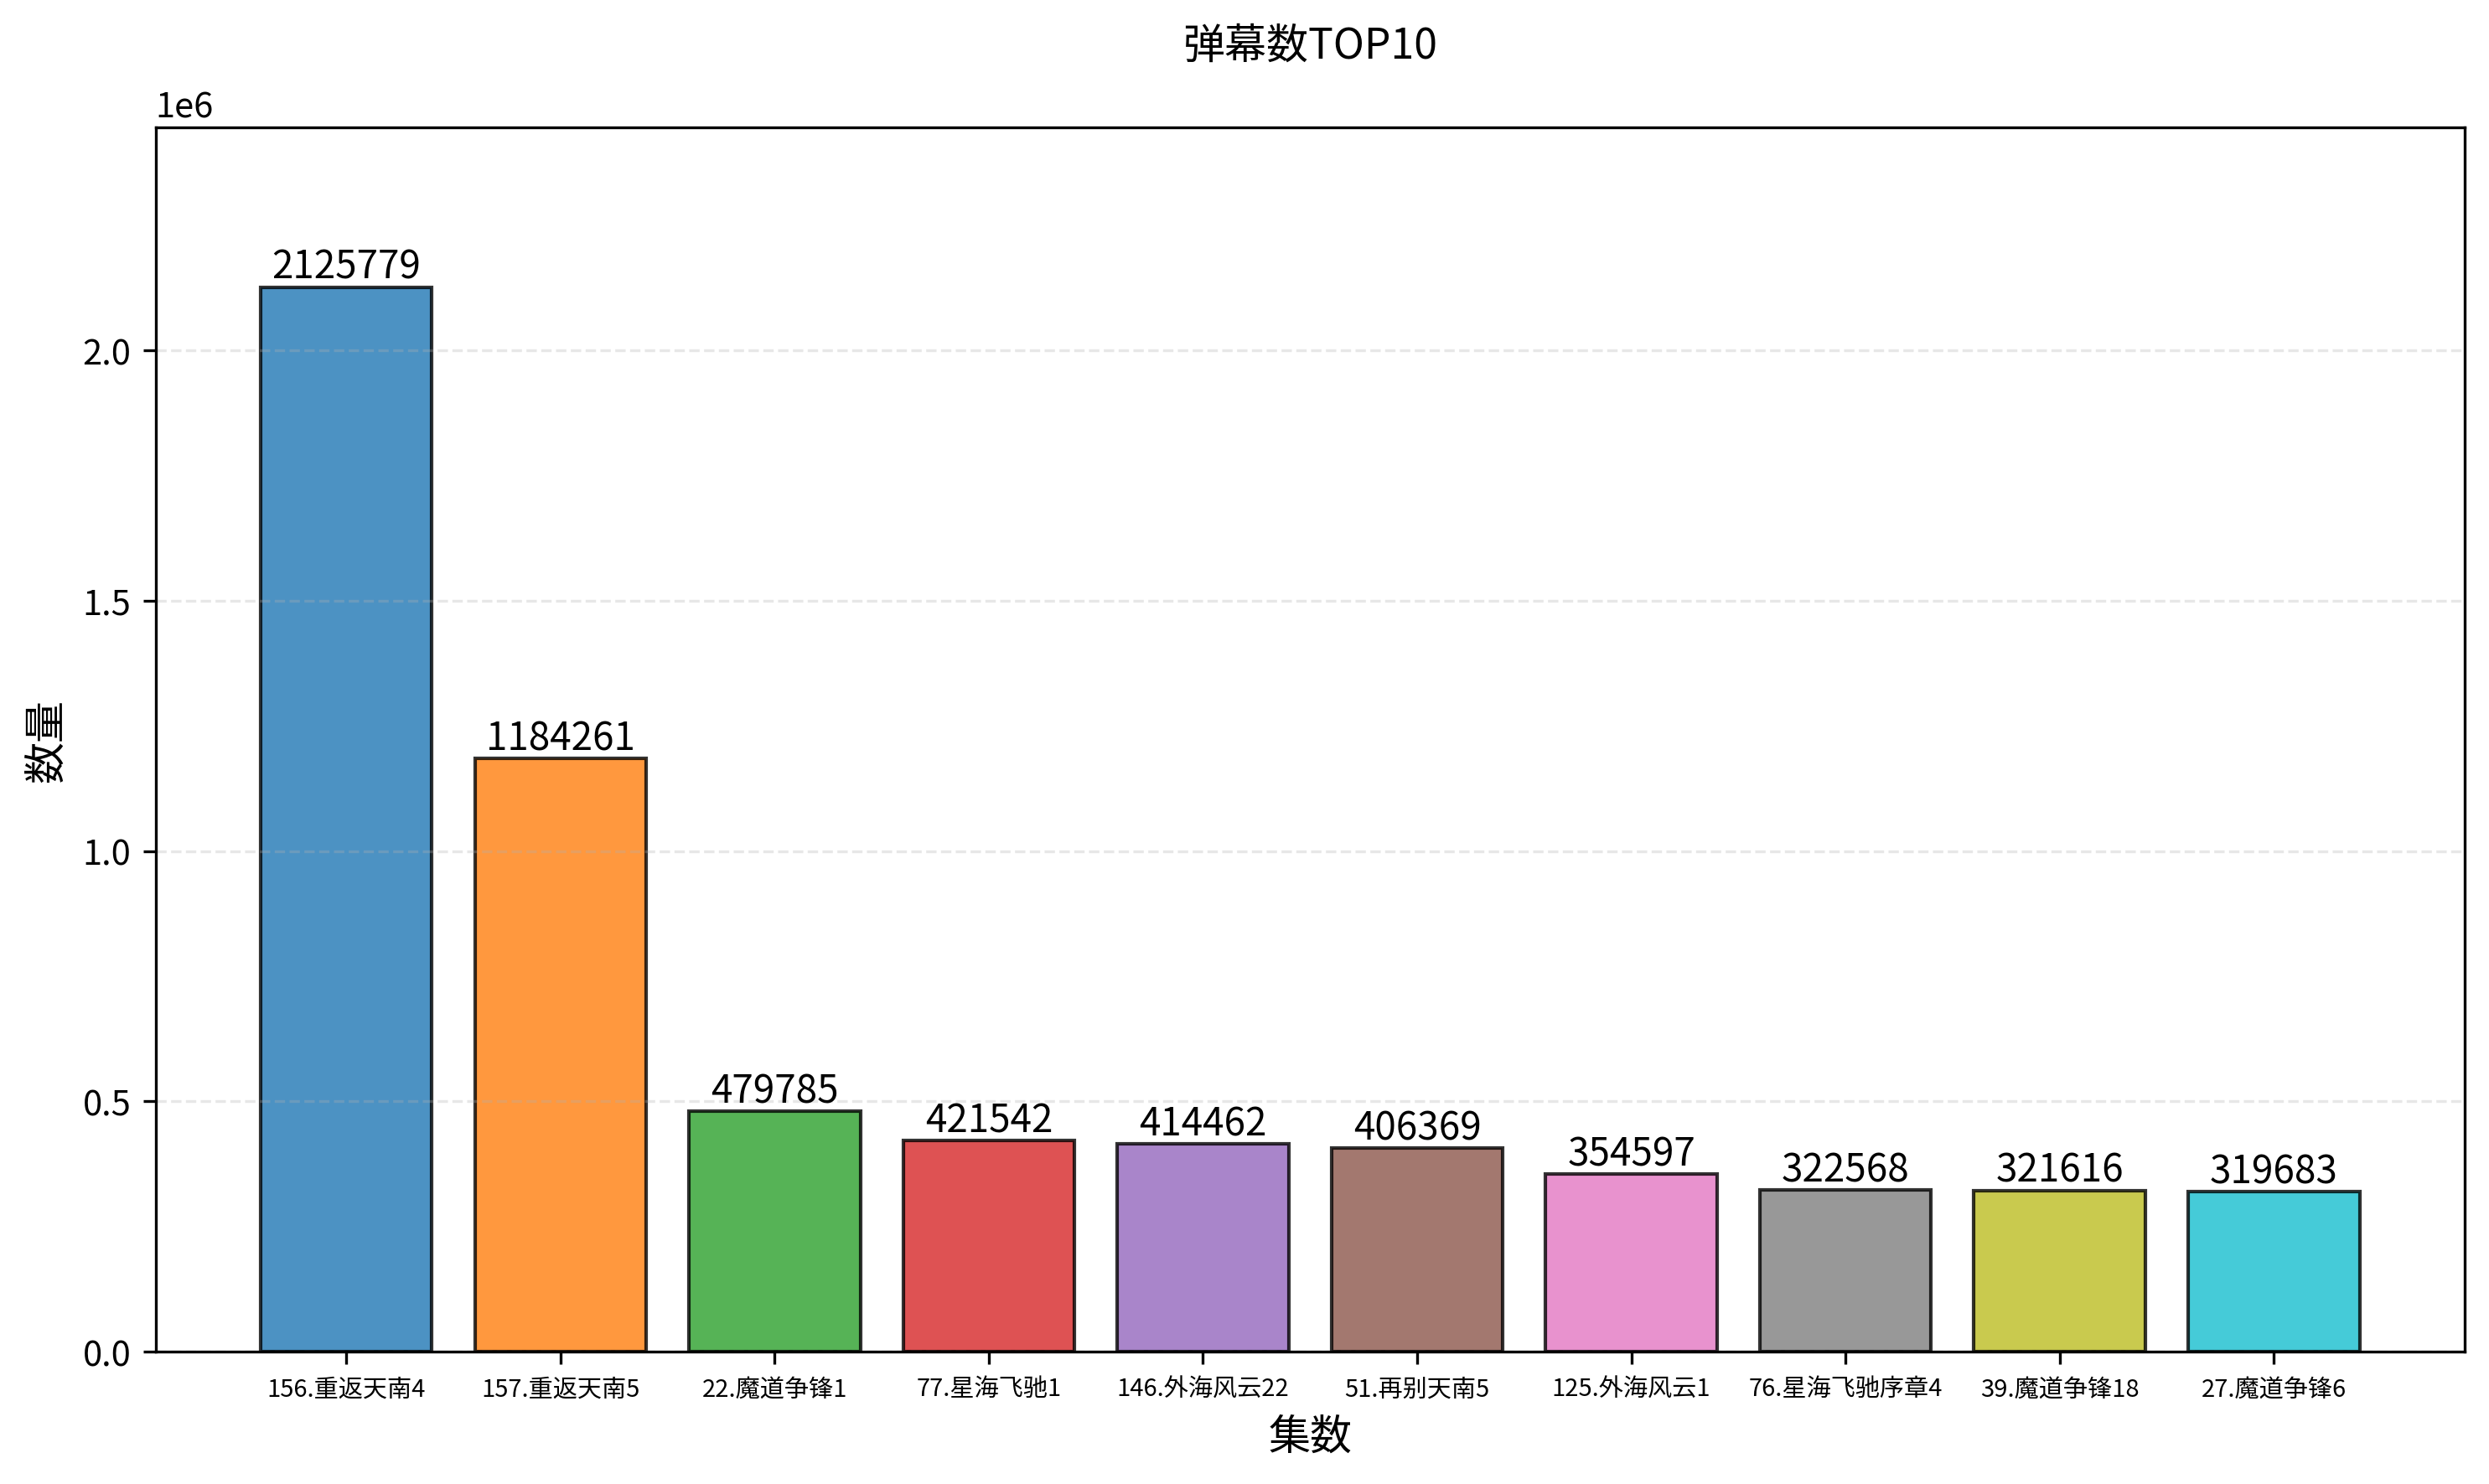 弹幕数TOP10
1e6
2125779
2.0
1.5
1184261
数量
1.0
479785
421542
414462
406369
354597
322568
321616
319683
0.5
0.0
156.重返天南4
157.重返天南5
22.魔道争锋1
77.星海飞驰1
146.外海风云22
51.再别天南5
125.外海风云1
76.星海飞驰序章4
39.魔道争锋18
27.魔道争锋6
集数